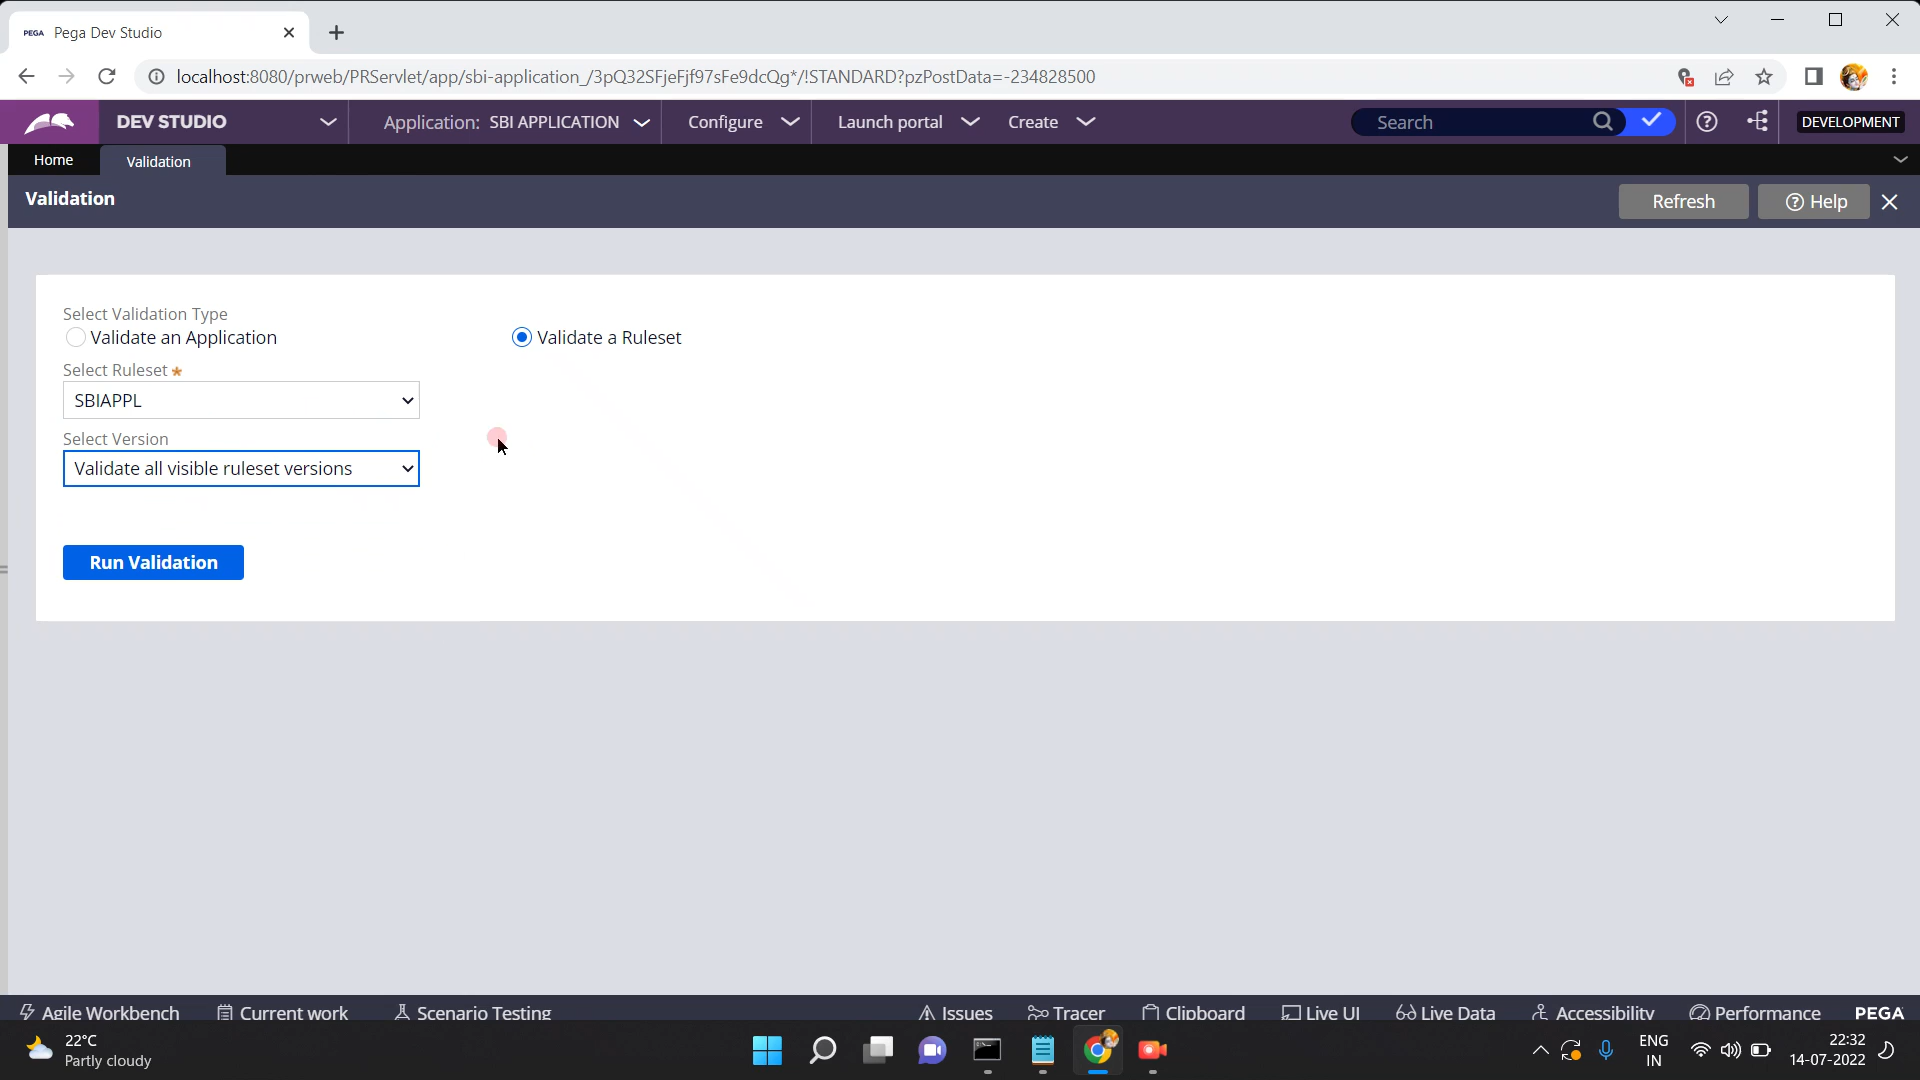 PEGA Pega Dev Studio
localhost:8080/prweb/PRServlet/app/sbi-application_/3pQ32SFjeFjf97sFe9dcQg*/!STANDARD?pzPostData=-234828500
DEV STUDIO Application: SBI APPLICATION Configure Launch portal Create Search DEVELOPMENT
Home Validation
Validation Refresh Help
Select Validation Type
Validate an Application Validate a Ruleset
Select Ruleset *
SBIAPPL
Select Version
Validate all visible ruleset versions
Run Validation
Agile Workbench Current work Scenario Testing Issues Tracer Clipboard Live UI Live Data Accessibility Performance PEGA
22°C
Partly cloudy
ENG
IN
22:32
14-07-2022